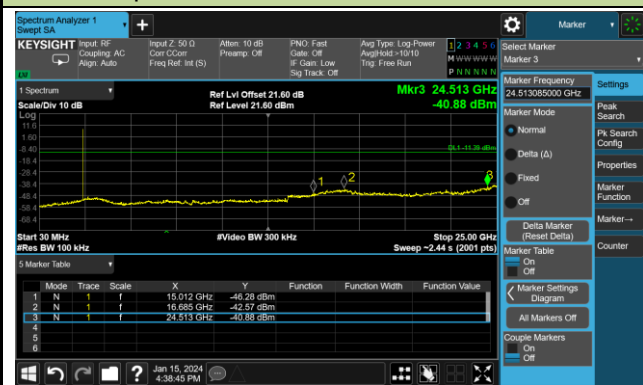 Spectrum Analyzer 1
Swept SA
+
Marker
KEYSIGHT
Input: RF
Coupling: AC
Align: Auto
Input Z: 50 Ω
Corr CCorr
Freq Ref: Int (S)
Atten: 10 dB
Preamp: Off
PNO: Fast
Gate: Off
IF Gain: Low
Sig Track: Off
Avg Type: Log-Power
Avg|Hold:>10/10
Trig: Free Run
1 2 3 4 5 6
M W W W W W
P N N N N N
Select Marker
Marker 3
1 Spectrum
Scale/Div 10 dB
Ref Lvl Offset 21.60 dB
Ref Level 21.60 dBm
Mkr3 24.513 GHz
-40.88 dBm
Log
11.6
1.60
-8.40
-18.4
-28.4
-38.4
-48.4
-58.4
-68.4
DL1 -11.39 dBm
1
2
3
Start 30 MHz
#Res BW 100 kHz
#Video BW 300 kHz
Stop 25.00 GHz
Sweep ~2.44 s (2001 pts)
5 Marker Table
Mode Trace Scale X Y Function Function Width Function Value
1 N 1 f 15.012 GHz -46.28 dBm
2 N 1 f 16.685 GHz -42.57 dBm
3 N 1 f 24.513 GHz -40.88 dBm
4
5
6
Marker Frequency
24.513085000 GHz
Marker Mode
Normal
Delta (Δ)
Fixed
Off
Delta Marker
(Reset Delta)
Marker Table
On
Off
Marker Settings
Diagram
All Markers Off
Couple Markers
On
Off
Settings
Peak
Search
Pk Search
Config
Properties
Marker
Function
Marker→
Counter
?
Jan 15, 2024
4:38:45 PM